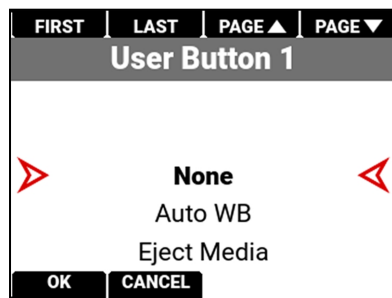 FIRST LAST PAGE▲ PAGE▼
User Button 1
None
Auto WB
Eject Media
OK CANCEL